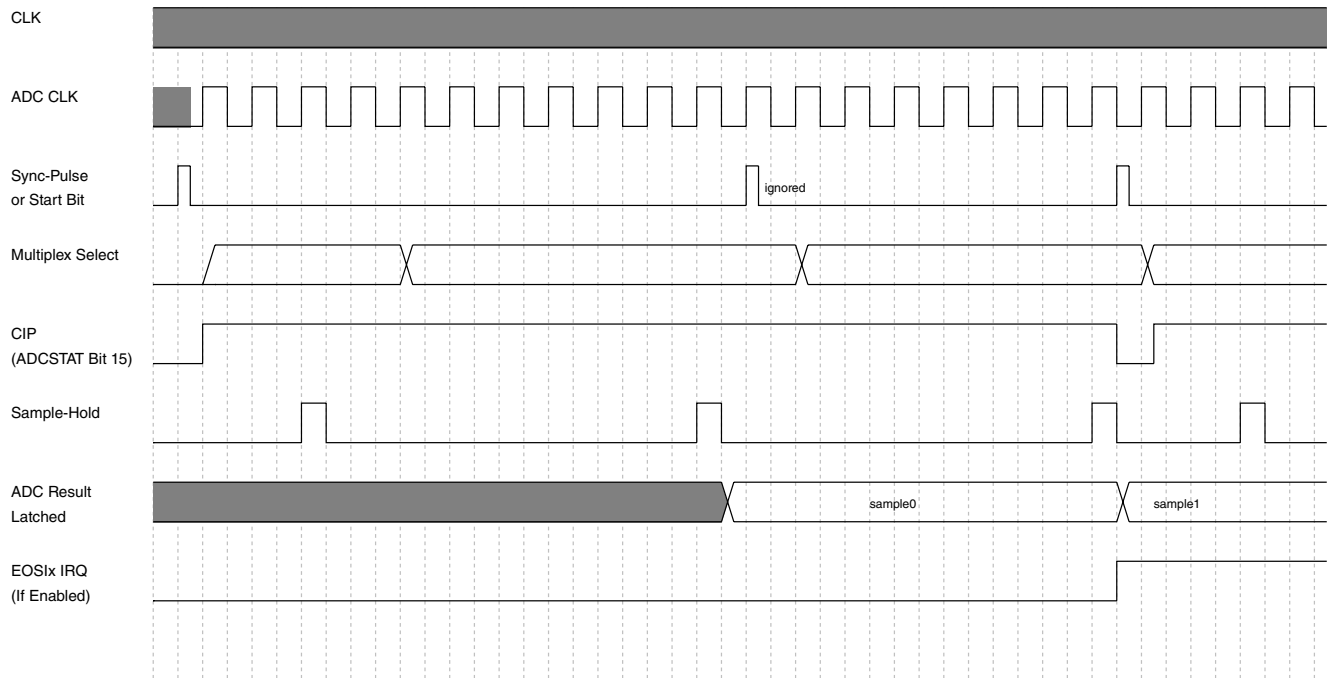 CLK
ADC CLK
Sync-Pulse
or Start Bit
ignored
Multiplex Select
CIP
(ADCSTAT Bit 15)
Sample-Hold
ADC Result
Latched
sample0
sample1
EOSIx IRQ
(If Enabled)